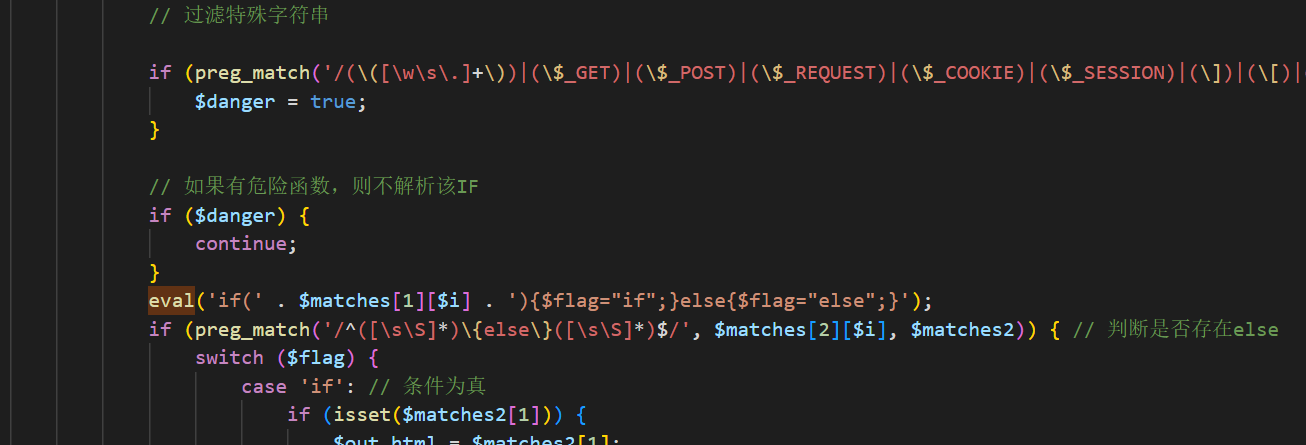 // 过滤特殊字符串
if (preg_match('/(\([\w\s\.]+\))|(\$_GET)|(\$_POST)|(\$_REQUEST)|(\$_COOKIE)|(\$_SESSION)|(\])|(\[)|
$danger = true;
}
// 如果有危险函数，则不解析该IF
if ($danger) {
continue;
}
eval('if(' . $matches[1][$i] . '){$flag="if";}else{$flag="else";}');
if (preg_match('/^([\s\S]*)\{else\}([\s\S]*)$/', $matches[2][$i], $matches2)) { // 判断是否存在else
switch ($flag) {
case 'if': // 条件为真
if (isset($matches2[1])) {
$out_html = $matches2[1];